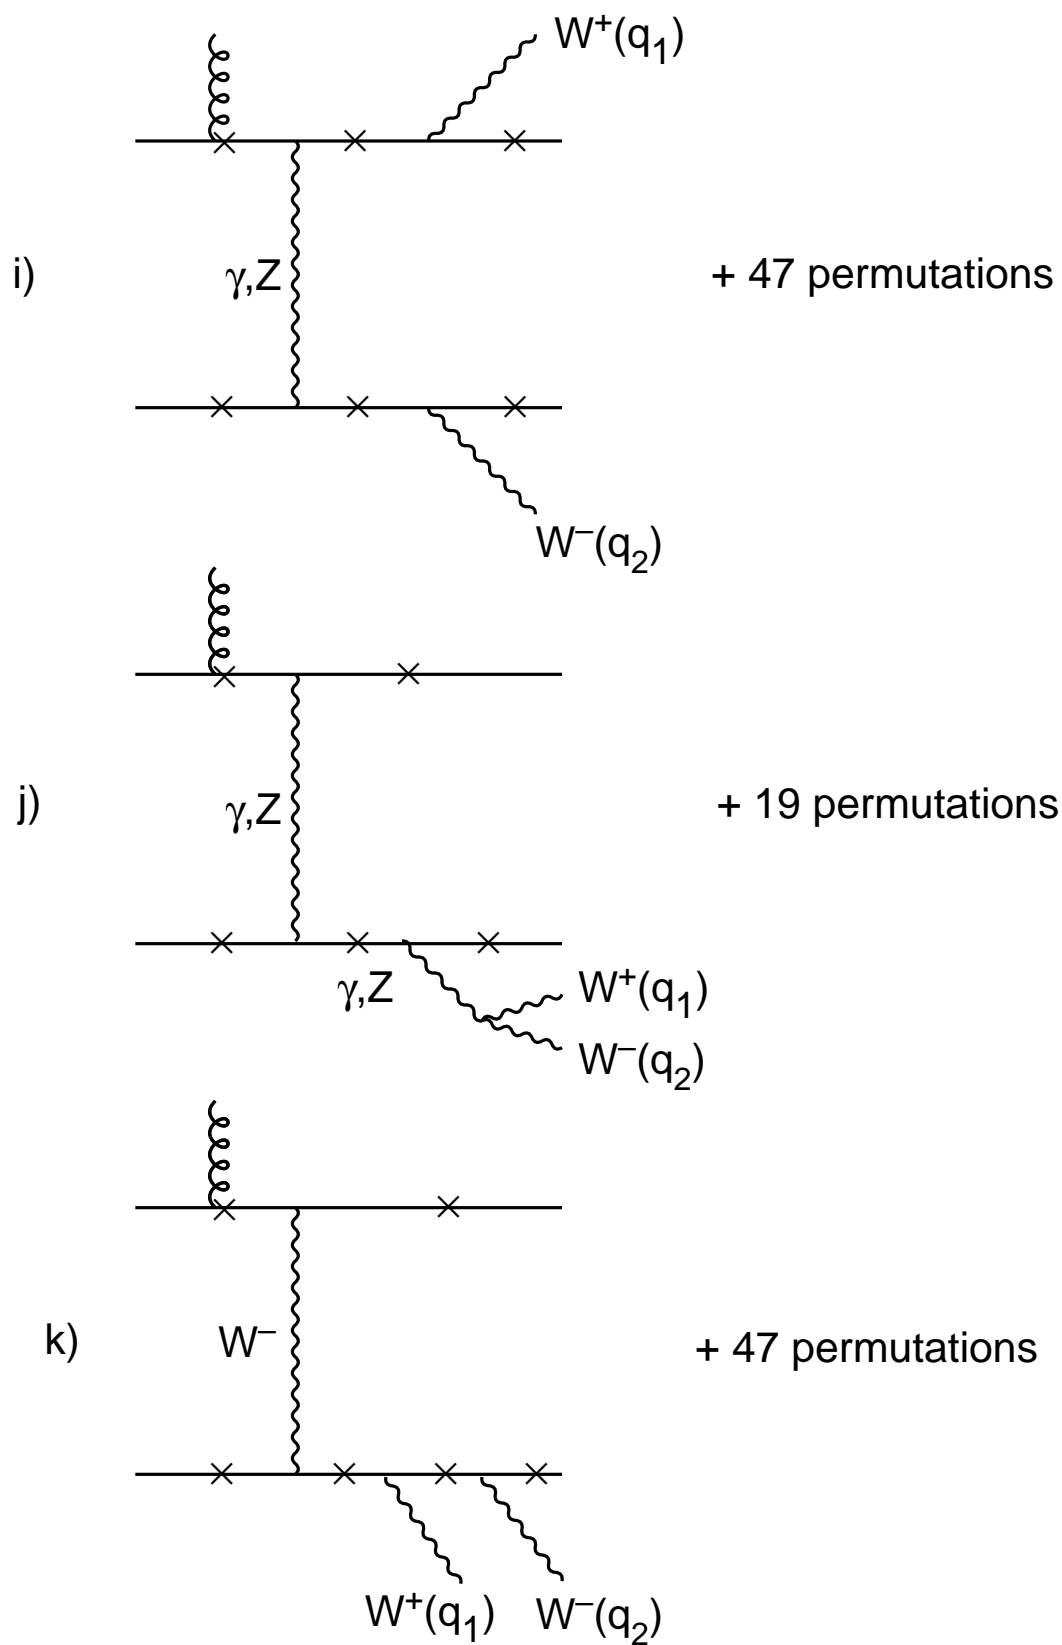 W⁺(q₁)
i)
γ,Z
+ 47 permutations
W⁻(q₂)
j)
γ,Z
+ 19 permutations
γ,Z
W⁺(q₁)
W⁻(q₂)
k)
W⁻
+ 47 permutations
W⁺(q₁) W⁻(q₂)